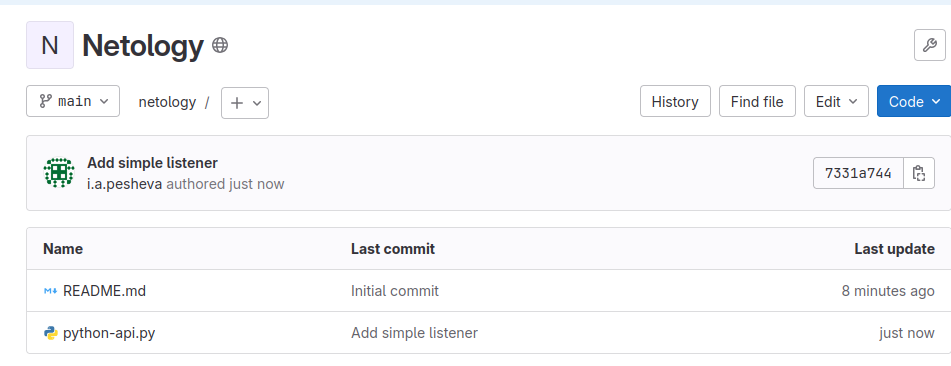 N Netology
main netology / + History Find file Edit Code
Add simple listener
i.a.pesheva authored just now
7331a744
Name Last commit Last update
README.md Initial commit 8 minutes ago
python-api.py Add simple listener just now